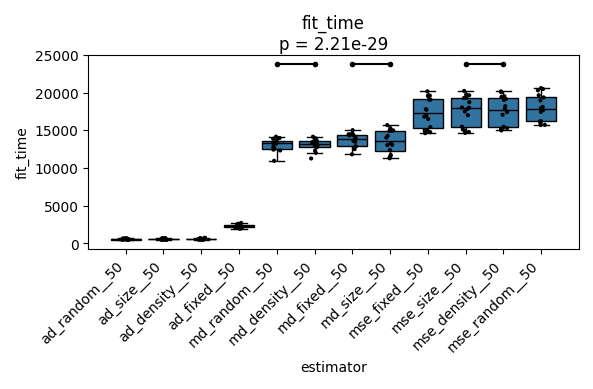 fit_time
p = 2.21e-29
25000
20000
15000
10000
5000
0
fit_time
ad_random__50
ad_size__50
ad_density__50
ad_fixed__50
md_random__50
md_density__50
md_fixed__50
md_size__50
mse_fixed__50
mse_size__50
mse_density__50
mse_random__50
estimator